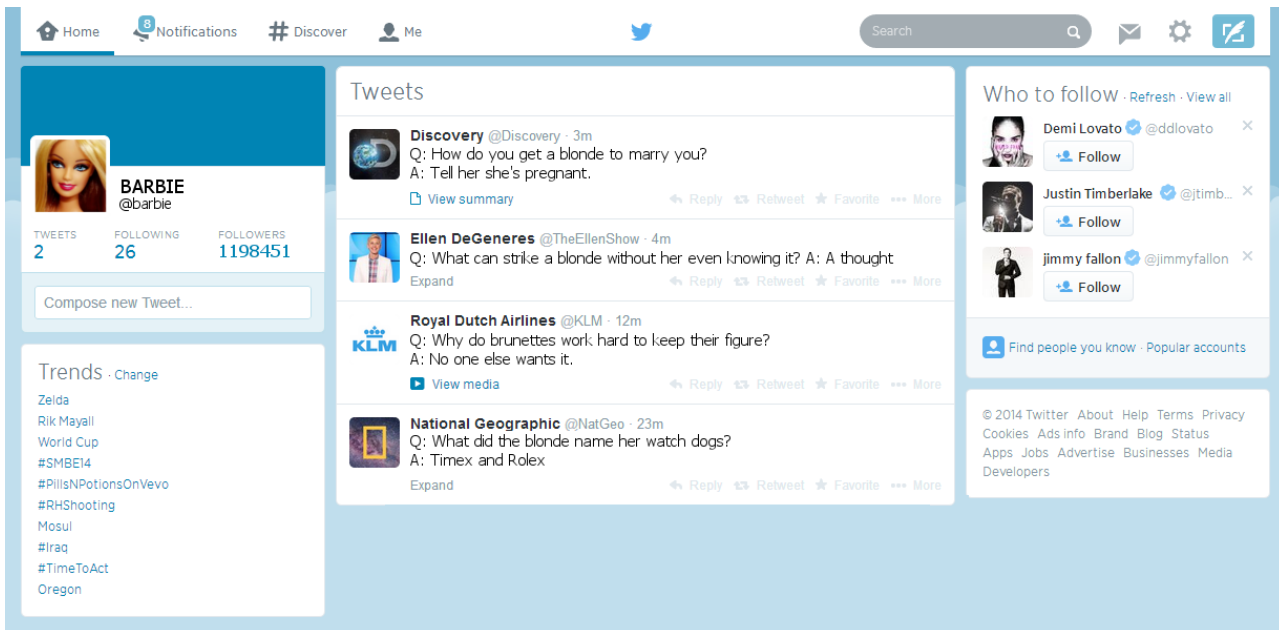 Home
8
Notifications
Discover
Me
Search
BARBIE
@barbie
TWEETS FOLLOWING FOLLOWERS
2 26 1198451
Compose new Tweet...
Trends · Change
Zelda
Rik Mayall
World Cup
#SMBE14
#PillsNPotionsOnVevo
#RHShooting
Mosul
#Iraq
#TimeToAct
Oregon
Tweets
Discovery @Discovery · 3m
Q: How do you get a blonde to marry you?
A: Tell her she's pregnant.
View summary Reply Retweet Favorite More
Ellen DeGeneres @TheEllenShow · 4m
Q: What can strike a blonde without her even knowing it? A: A thought
Expand Reply Retweet Favorite More
KLM
Royal Dutch Airlines @KLM · 12m
Q: Why do brunettes work hard to keep their figure?
A: No one else wants it.
View media Reply Retweet Favorite More
National Geographic @NatGeo · 23m
Q: What did the blonde name her watch dogs?
A: Timex and Rolex
Expand Reply Retweet Favorite More
Who to follow · Refresh · View all
Demi Lovato @ddlovato
Follow
Justin Timberlake @jtimb...
Follow
jimmy fallon @jimmyfallon
Follow
Find people you know · Popular accounts
© 2014 Twitter About Help Terms Privacy
Cookies Ads info Brand Blog Status
Apps Jobs Advertise Businesses Media
Developers